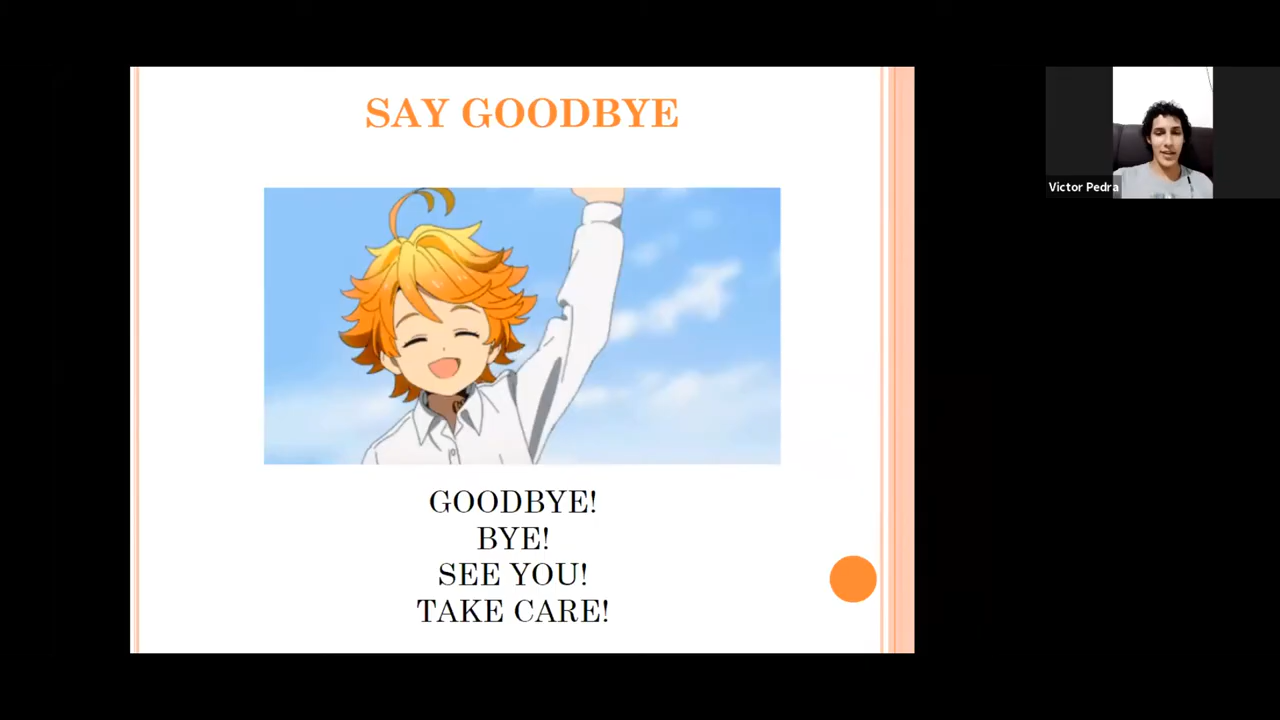 SAY GOODBYE
GOODBYE!
BYE!
SEE YOU!
TAKE CARE!
Victor Pedra